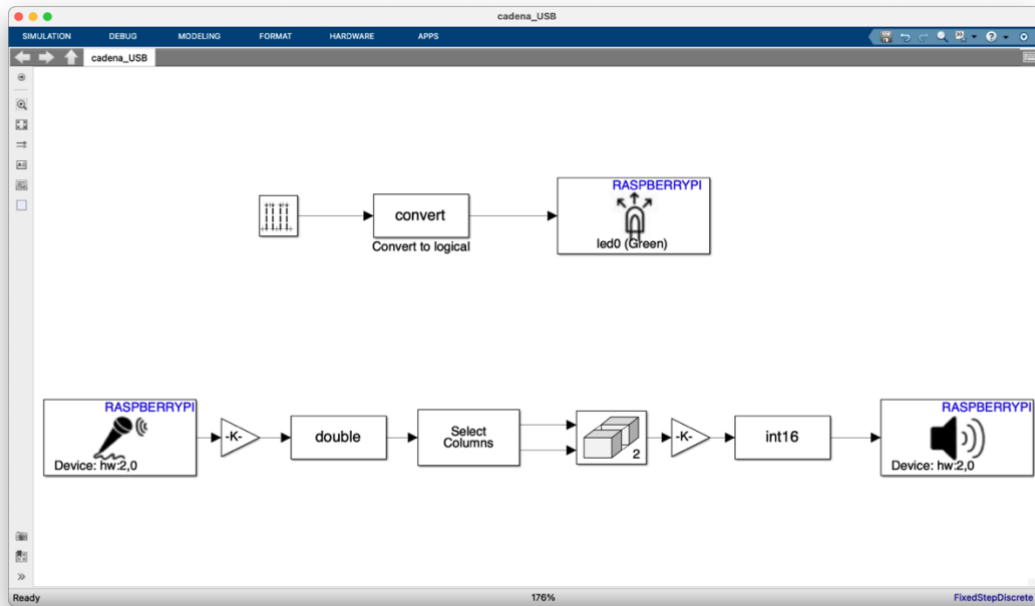 cadena_USB
SIMULATION DEBUG MODELING FORMAT HARDWARE APPS
cadena_USB
RASPBERRYPI
convert
Convert to logical
led0 (Green)
RASPBERRYPI
Device: hw:2,0
-K-
double
Select
Columns
2
-K-
int16
RASPBERRYPI
Device: hw:2,0
Ready 176% FixedStepDiscrete